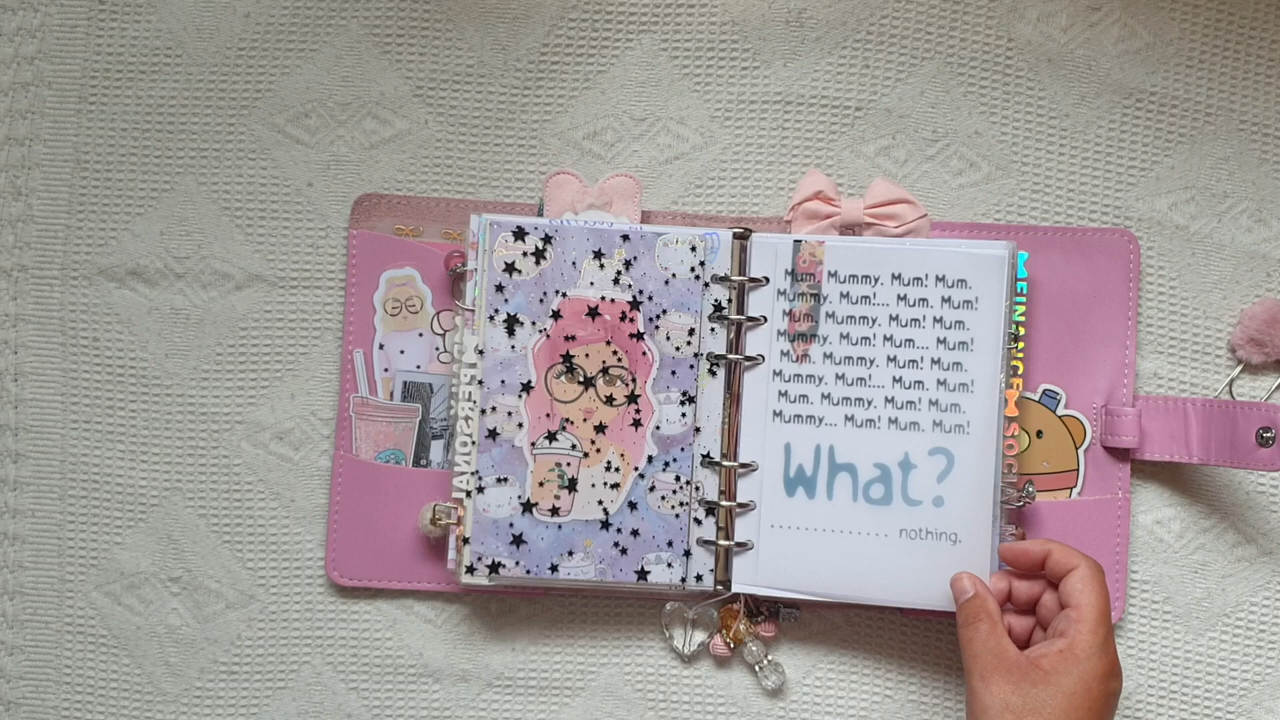 PERSONAL
Mum. Mummy. Mum! Mum.
Mummy. Mum!... Mum. Mum!
Mum. Mummy. Mum! Mum.
Mummy. Mum! Mum... Mum!
Mum. Mummy. Mum! Mum.
Mummy. Mum!... Mum. Mum!
Mum. Mummy. Mum! Mum.
Mummy... Mum! Mum. Mum!
What?
............. nothing.
FINANCE